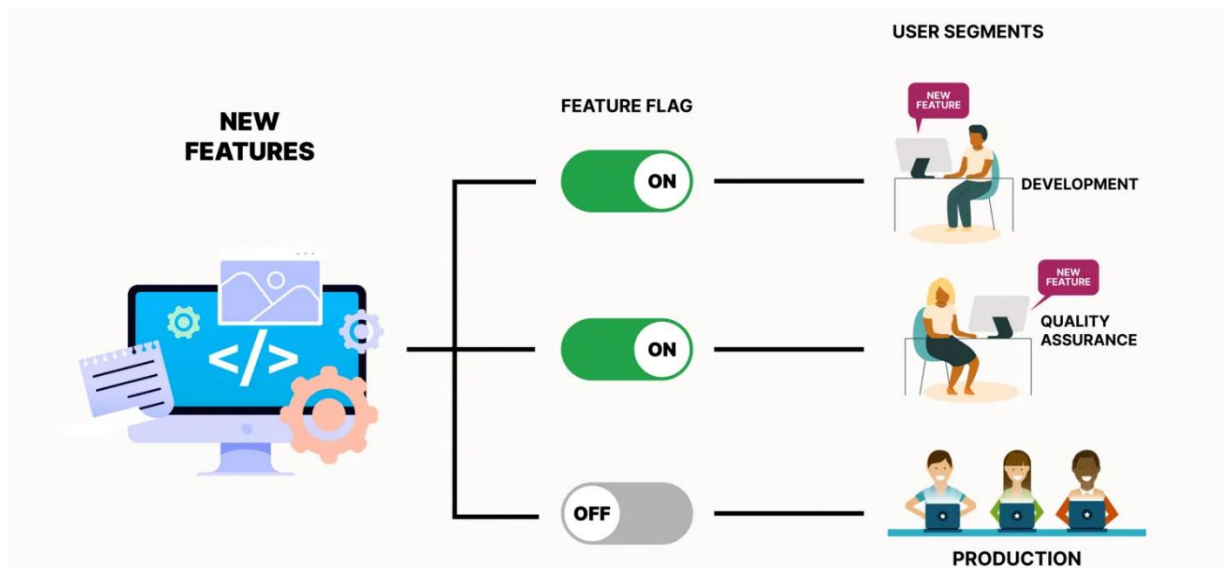 USER SEGMENTS
NEW
FEATURES
FEATURE FLAG
NEW
FEATURE
ON
DEVELOPMENT
</>
NEW
FEATURE
ON
QUALITY
ASSURANCE
OFF
PRODUCTION